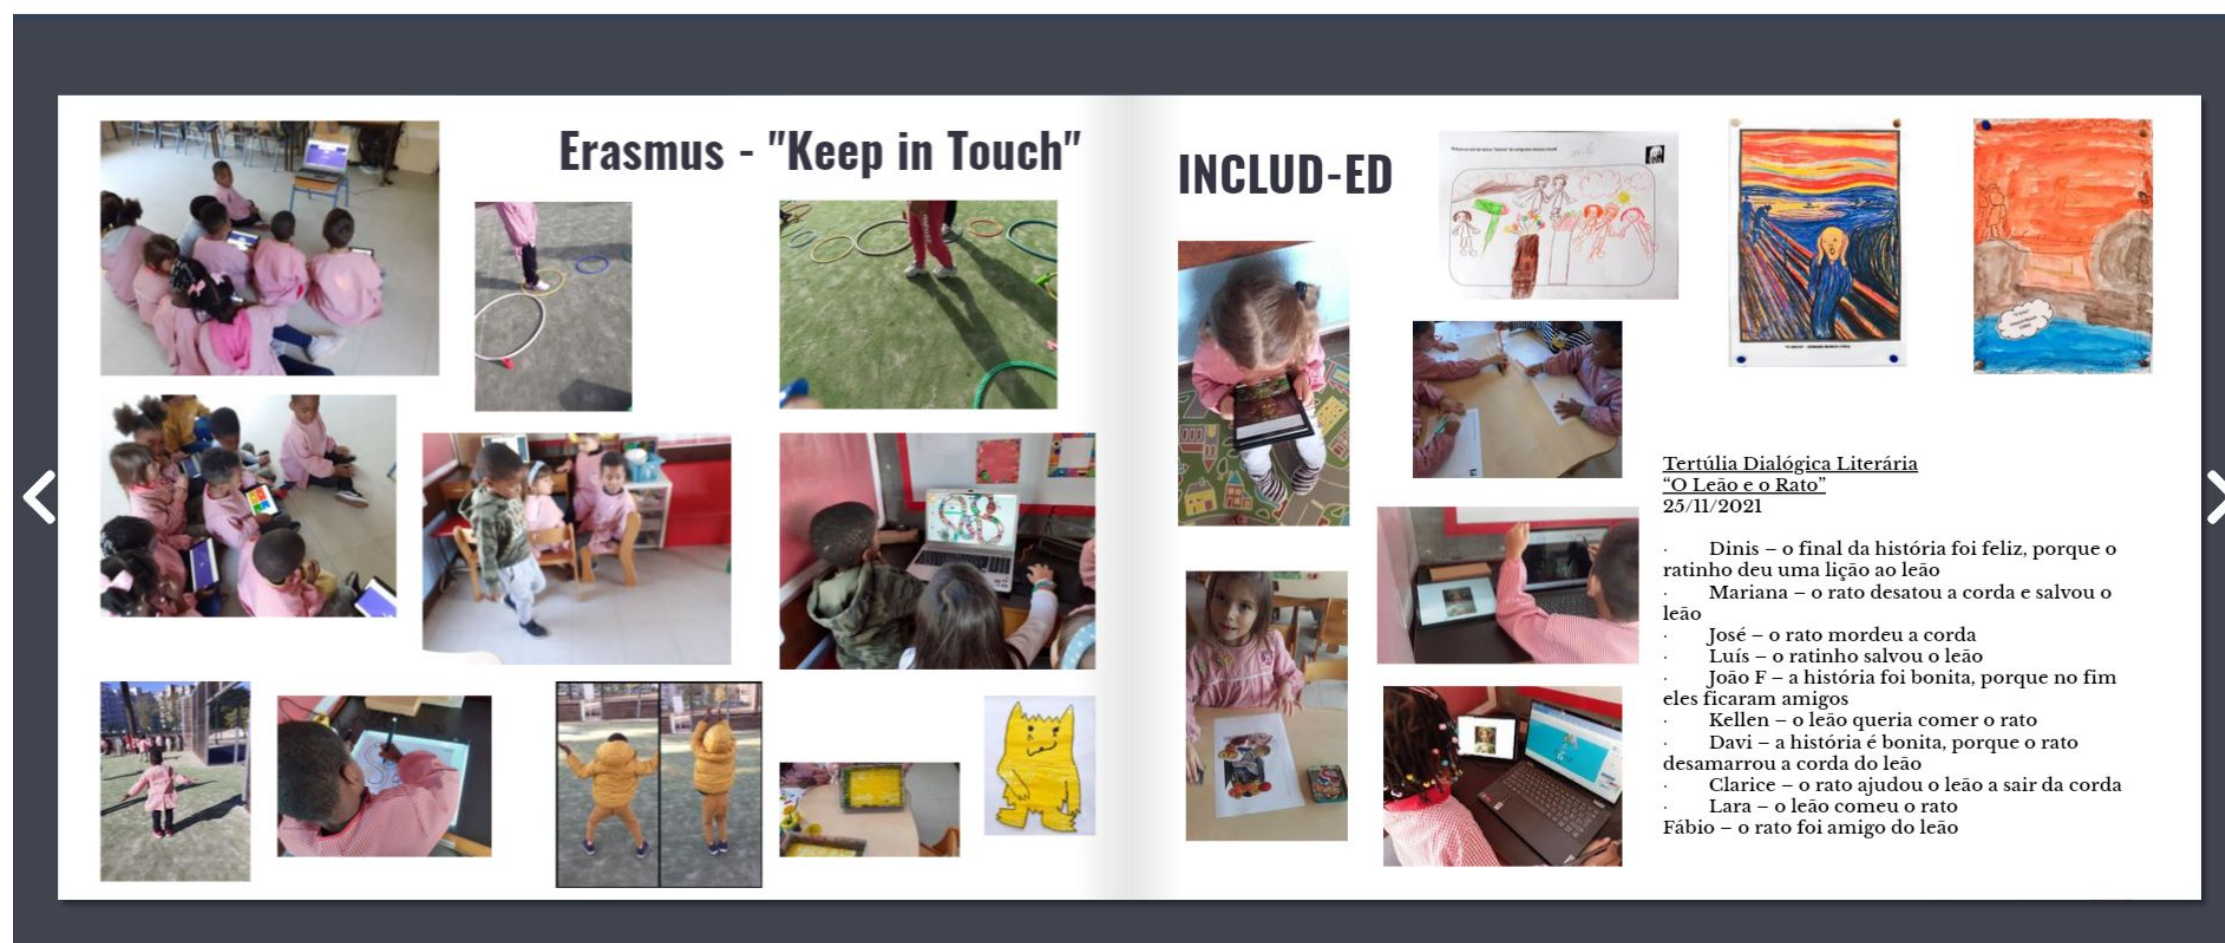 Erasmus - "Keep in Touch"
INCLUD-ED
Tertúlia Dialógica Literária
“O Leão e o Rato”
25/11/2021
· Dinis – o final da história foi feliz, porque o
ratinho deu uma lição ao leão
· Mariana – o rato desatou a corda e salvou o
leão
· José – o rato mordeu a corda
· Luís – o ratinho salvou o leão
· João F – a história foi bonita, porque no fim
eles ficaram amigos
· Kellen – o leão queria comer o rato
· Davi – a história é bonita, porque o rato
desamarrou a corda do leão
· Clarice – o rato ajudou o leão a sair da corda
· Lara – o leão comeu o rato
Fábio – o rato foi amigo do leão